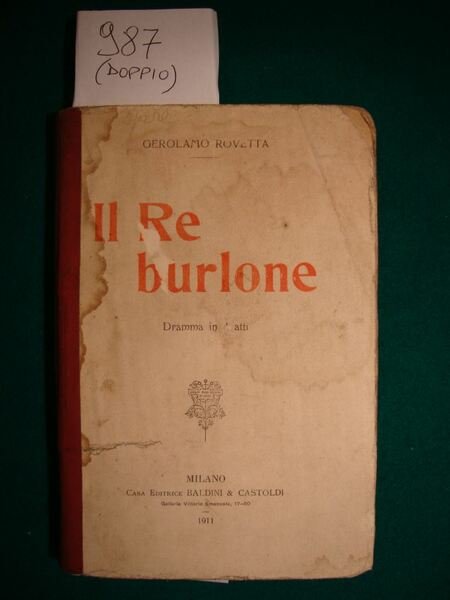 987
(DOPPIO)
GEROLAMO ROVETTA
Il Re
burlone
Dramma in atti
MILANO
CASA EDITRICE BALDINI & CASTOLDI
Galleria Vittorio Emanuele, 17-80
1911